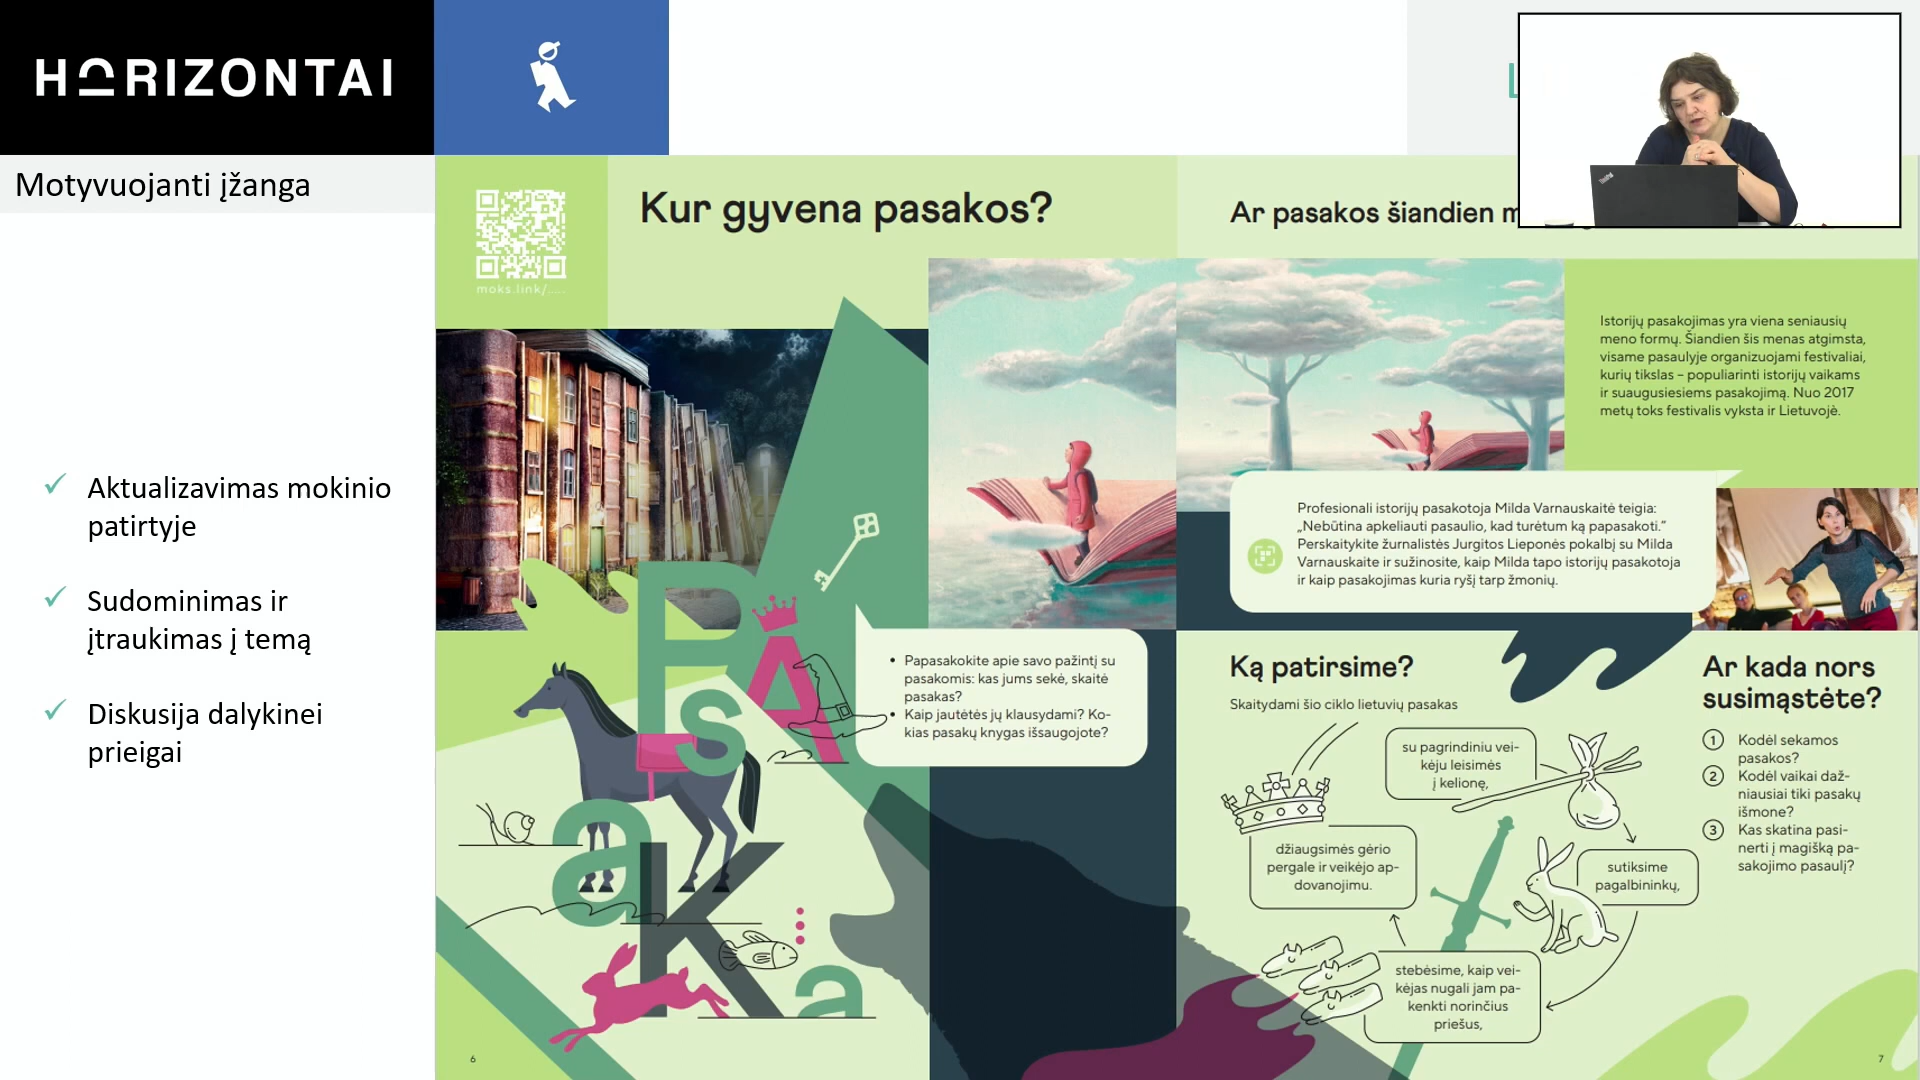 HORIZONTAI
Motyvuojanti įžanga
Aktualizavimas mokinio
patirtyje
Sudominimas ir
įtraukimas į temą
Diskusija dalykinei
prieigai
moks.link/.....
Kur gyvena pasakos?
PAsaKa
• Papasakokite apie savo pažintį su
pasakomis: kas jums sekė, skaitė
pasakas?
• Kaip jautėtės jų klausydami? Ko-
kias pasakų knygas išsaugojote?
6
Ar pasakos šiandien
Istorijų pasakojimas yra viena seniausių
meno formų. Šiandien šis menas atgimsta,
visame pasaulyje organizuojami festivaliai,
kurių tikslas – populiarinti istorijų vaikams
ir suaugusiesiems pasakojimą. Nuo 2017
metų toks festivalis vyksta ir Lietuvoje.
Profesionali istorijų pasakotoja Milda Varnauskaitė teigia:
„Nebūtina apkeliauti pasaulio, kad turėtum ką papasakoti.“
Perskaitykite žurnalistės Jurgitos Lieponės pokalbį su Milda
Varnauskaite ir sužinosite, kaip Milda tapo istorijų pasakotoja
ir kaip pasakojimas kuria ryšį tarp žmonių.
Ką patirsime?
Skaitydami šio ciklo lietuvių pasakas
su pagrindiniu vei-
kėju leisimės
į kelionę,
sutiksime
pagalbininkų,
stebėsime, kaip vei-
kėjas nugali jam pa-
kenkti norinčius
priešus,
džiaugsimės gėrio
pergale ir veikėjo ap-
dovanojimu.
Ar kada nors
susimąstėte?
1 Kodėl sekamos
pasakos?
2 Kodėl vaikai daž-
niausiai tiki pasakų
išmone?
3 Kas skatina pasi-
nerti į magišką pa-
sakojimo pasaulį?
7
ThinkPad